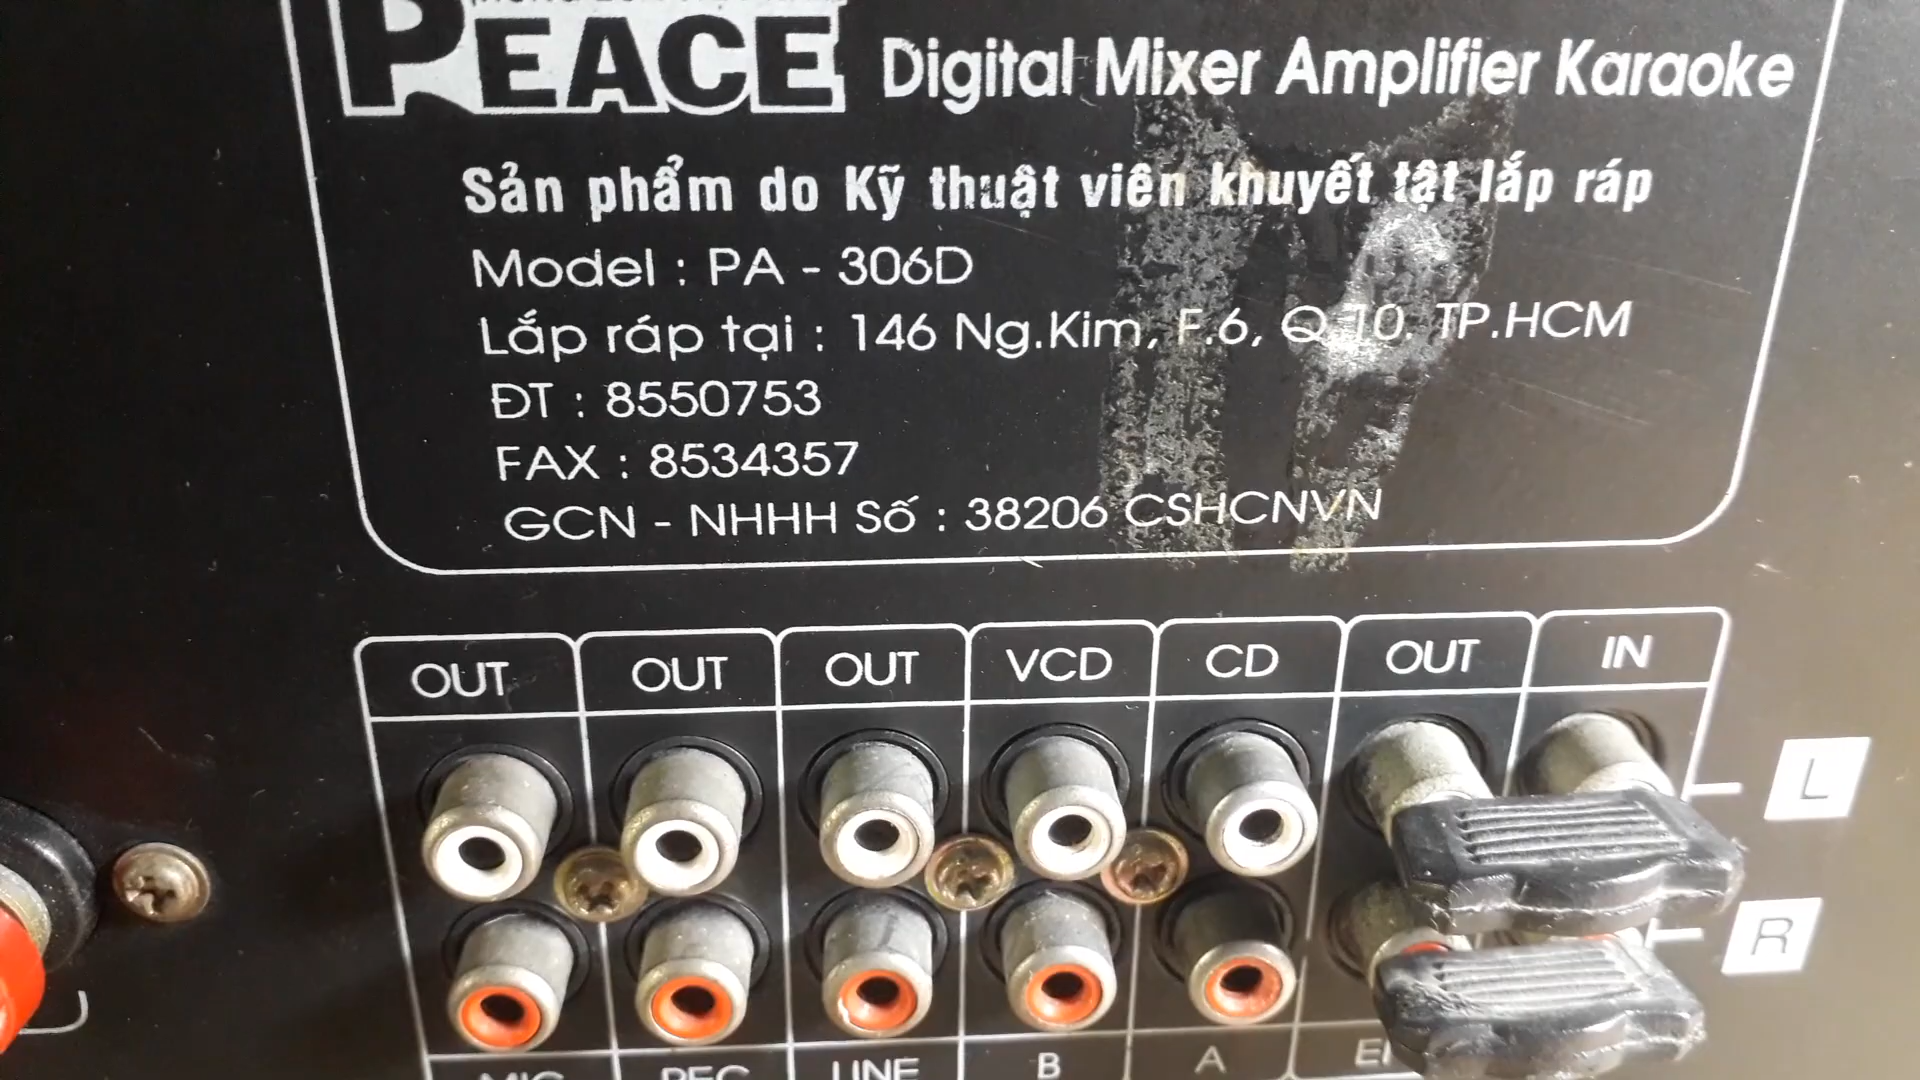 PEACE Digital Mixer Amplifier Karaoke
Sản phẩm do Kỹ thuật viên khuyết tật lắp ráp
Model : PA - 306D
Lắp ráp tại : 146 Ng.Kim, F.6, Q.10, TP.HCM
ĐT : 8550753
FAX : 8534357
GCN - NHHH Số : 38206 CSHCNVN
OUT OUT OUT VCD CD OUT IN
L
R
MIC REC LINE B A